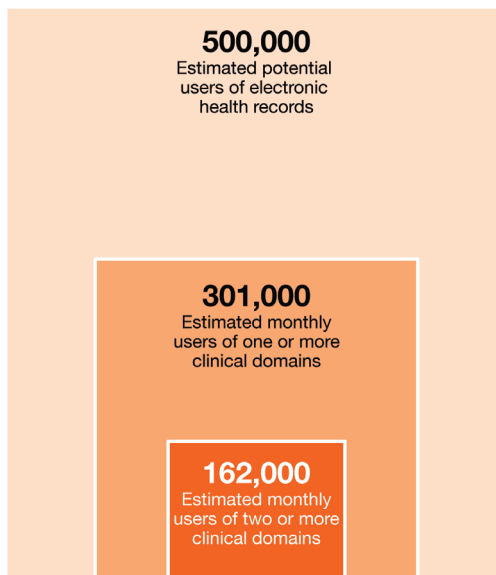 500,000
Estimated potential
users of electronic
health records
301,000
Estimated monthly
users of one or more
clinical domains
162,000
Estimated monthly
users of two or more
clinical domains